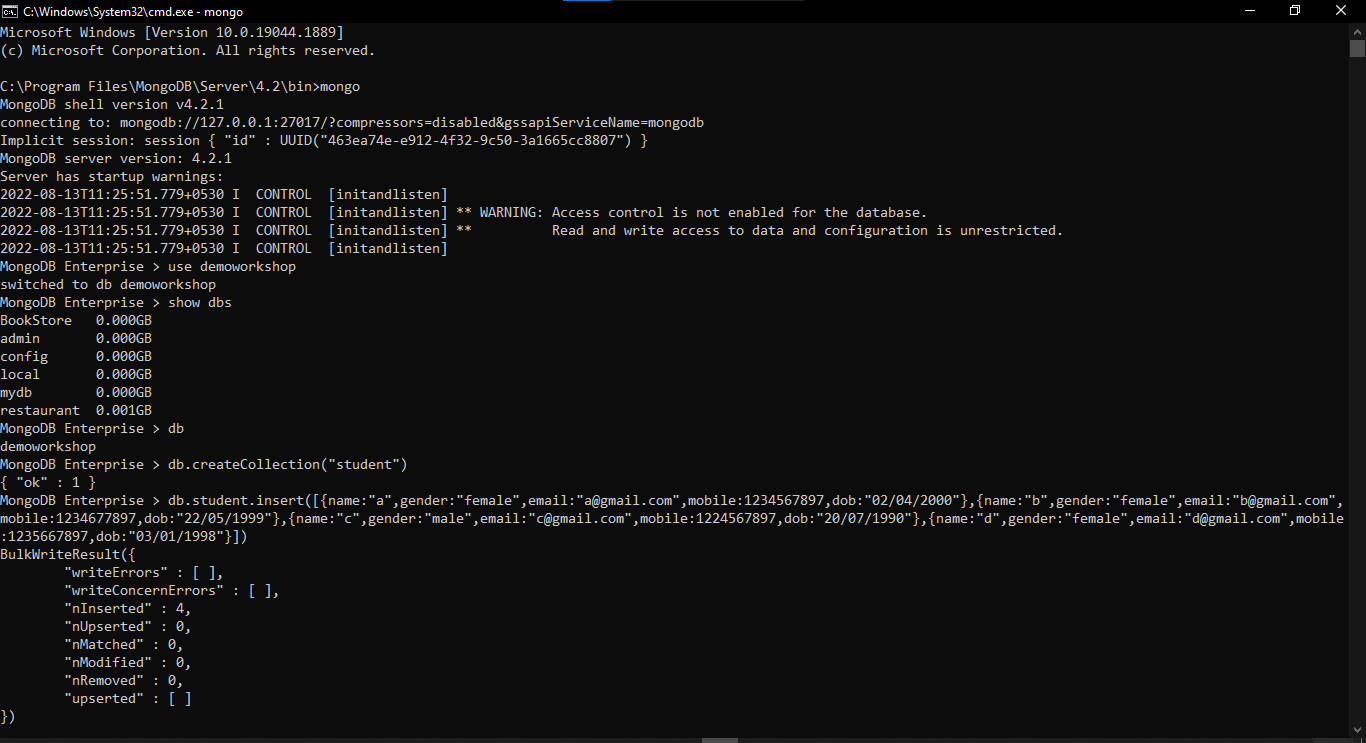 C:\Windows\System32\cmd.exe - mongo
Microsoft Windows [Version 10.0.19044.1889]
(c) Microsoft Corporation. All rights reserved.
C:\Program Files\MongoDB\Server\4.2\bin>mongo
MongoDB shell version v4.2.1
connecting to: mongodb://127.0.0.1:27017/?compressors=disabled&gssapiServiceName=mongodb
Implicit session: session { "id" : UUID("463ea74e-e912-4f32-9c50-3a1665cc8807") }
MongoDB server version: 4.2.1
Server has startup warnings:
2022-08-13T11:25:51.779+0530 I  CONTROL  [initandlisten]
2022-08-13T11:25:51.779+0530 I  CONTROL  [initandlisten] ** WARNING: Access control is not enabled for the database.
2022-08-13T11:25:51.779+0530 I  CONTROL  [initandlisten] **          Read and write access to data and configuration is unrestricted.
2022-08-13T11:25:51.779+0530 I  CONTROL  [initandlisten]
MongoDB Enterprise > use demoworkshop
switched to db demoworkshop
MongoDB Enterprise > show dbs
BookStore   0.000GB
admin       0.000GB
config      0.000GB
local       0.000GB
mydb        0.000GB
restaurant  0.001GB
MongoDB Enterprise > db
demoworkshop
MongoDB Enterprise > db.createCollection("student")
{ "ok" : 1 }
MongoDB Enterprise > db.student.insert([{name:"a",gender:"female",email:"a@gmail.com",mobile:1234567897,dob:"02/04/2000"},{name:"b",gender:"female",email:"b@gmail.com",
mobile:1234677897,dob:"22/05/1999"},{name:"c",gender:"male",email:"c@gmail.com",mobile:1224567897,dob:"20/07/1990"},{name:"d",gender:"female",email:"d@gmail.com",mobile
:1235667897,dob:"03/01/1998"}])
BulkWriteResult({
        "writeErrors" : [ ],
        "writeConcernErrors" : [ ],
        "nInserted" : 4,
        "nUpserted" : 0,
        "nMatched" : 0,
        "nModified" : 0,
        "nRemoved" : 0,
        "upserted" : [ ]
})